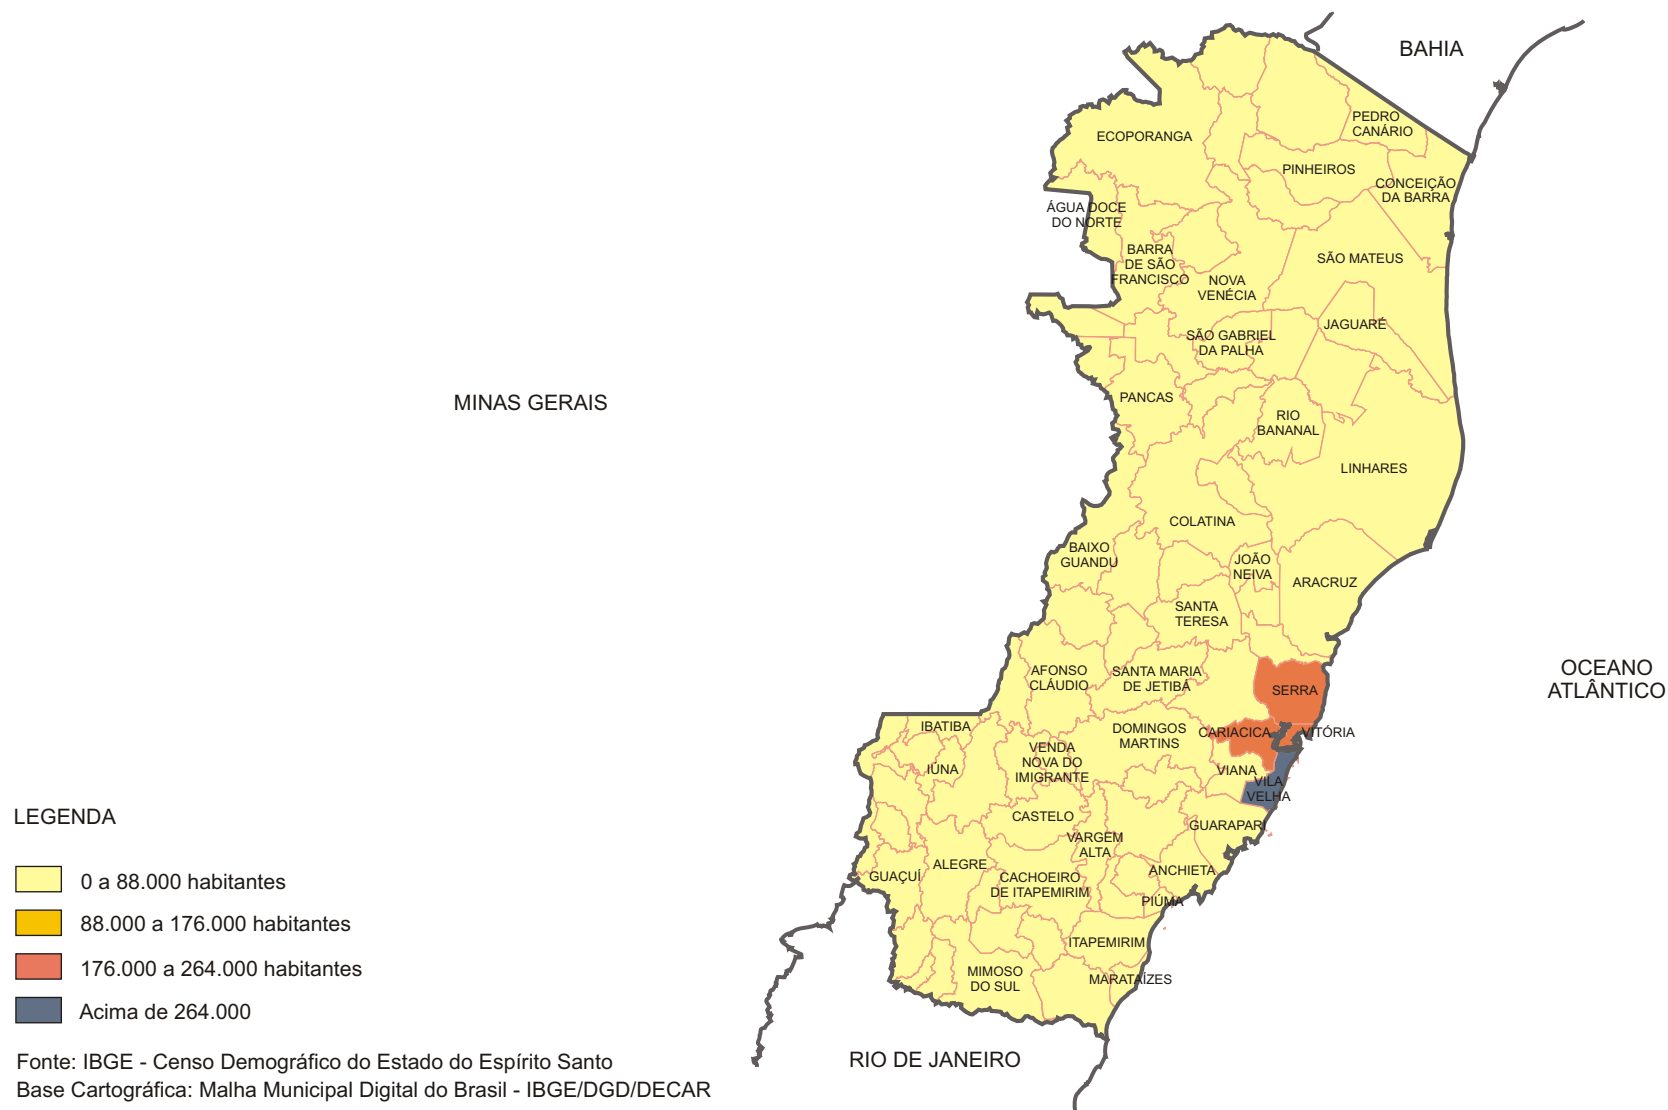 BAHIA
PEDRO
CANÁRIO
ECOPORANGA
PINHEIROS
CONCEIÇÃO
DA BARRA
ÁGUA DOCE
DO NORTE
BARRA
DE SÃO
FRANCISCO
SÃO MATEUS
NOVA
VENÉCIA
JAGUARÉ
SÃO GABRIEL
DA PALHA
MINAS GERAIS
PANCAS
RIO
BANANAL
LINHARES
COLATINA
BAIXO
GUANDU
JOÃO
NEIVA
ARACRUZ
SANTA
TERESA
AFONSO
CLÁUDIO
SANTA MARIA
DE JETIBÁ
SERRA
OCEANO
ATLÂNTICO
IBATIBA
DOMINGOS
MARTINS
CARIACICA
VITÓRIA
VENDA
NOVA DO
IMIGRANTE
IÚNA
VIANA
VILA
VELHA
CASTELO
GUARAPARI
VARGEM
ALTA
ALEGRE
GUAÇUÍ
CACHOEIRO
DE ITAPEMIRIM
ANCHIETA
PIÚMA
ITAPEMIRIM
MIMOSO
DO SUL
MARATAÍZES
RIO DE JANEIRO
LEGENDA
0 a 88.000 habitantes
88.000 a 176.000 habitantes
176.000 a 264.000 habitantes
Acima de 264.000
Fonte: IBGE - Censo Demográfico do Estado do Espírito Santo
Base Cartográfica: Malha Municipal Digital do Brasil - IBGE/DGD/DECAR